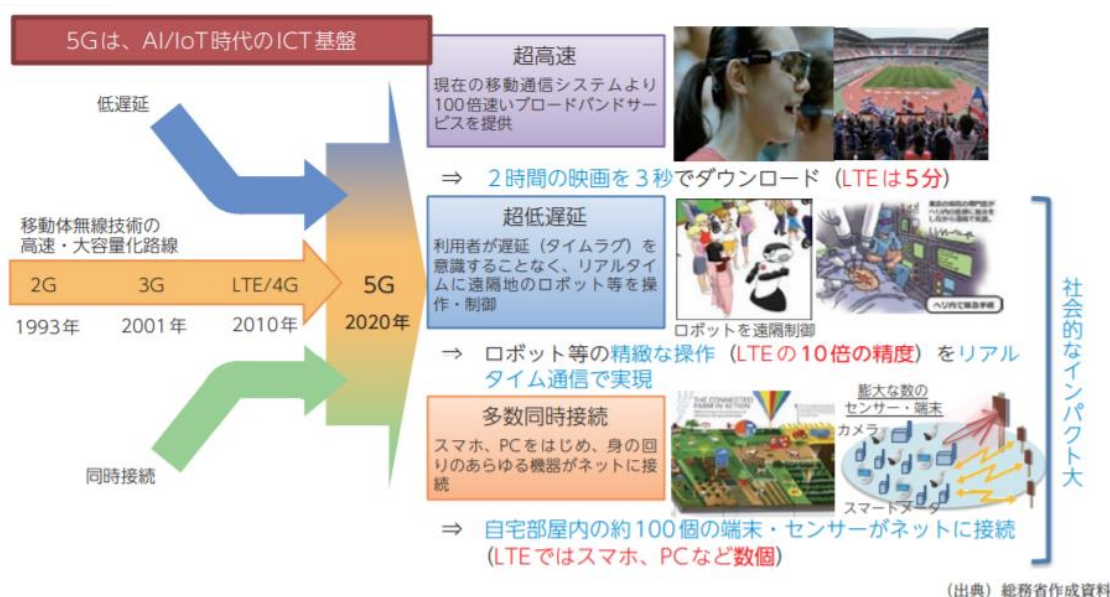 5Gは、AI/IoT時代のICT基盤
低遅延
移動体無線技術の
高速・大容量化路線
2G 3G LTE/4G 5G
1993年 2001年 2010年 2020年
同時接続
超高速
現在の移動通信システムより
100倍速いブロードバンドサー
ビスを提供
⇒ 2時間の映画を3秒でダウンロード（LTEは5分）
超低遅延
利用者が遅延（タイムラグ）を
意識することなく、リアルタイ
ムに遠隔地のロボット等を操
作・制御
ロボットを遠隔制御
ヘリ内で緊急手術
⇒ ロボット等の精緻な操作（LTEの10倍の精度）をリアル
タイム通信で実現
多数同時接続
スマホ、PCをはじめ、身の回
りのあらゆる機器がネットに接
続
THE CONNECTED
FARM IN ACTION
膨大な数の
センサー・端末
カメラ
スマートメータ
⇒ 自宅部屋内の約100個の端末・センサーがネットに接続
（LTEではスマホ、PCなど数個）
社会的なインパクト大
（出典）総務省作成資料